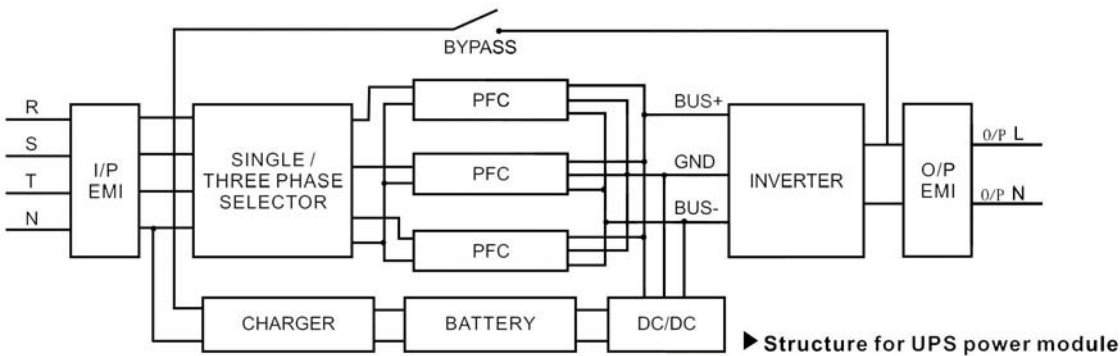 BYPASS
R
S
T
N
I/P
EMI
SINGLE /
THREE PHASE
SELECTOR
PFC
PFC
PFC
BUS+
GND
BUS-
INVERTER
O/P
EMI
O/P L
O/P N
CHARGER
BATTERY
DC/DC
▶ Structure for UPS power module